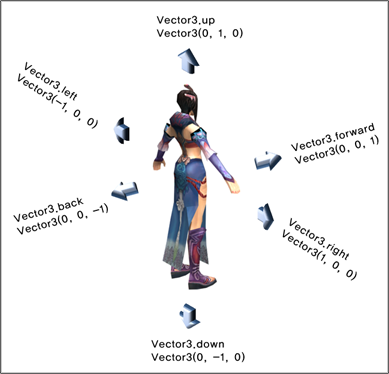 Vector3.up
Vector3(0, 1, 0)
Vector3.left
Vector3(-1, 0, 0)
Vector3.forward
Vector3(0, 0, 1)
Vector3.back
Vector3(0, 0, -1)
Vector3.right
Vector3(1, 0, 0)
Vector3.down
Vector3(0, -1, 0)